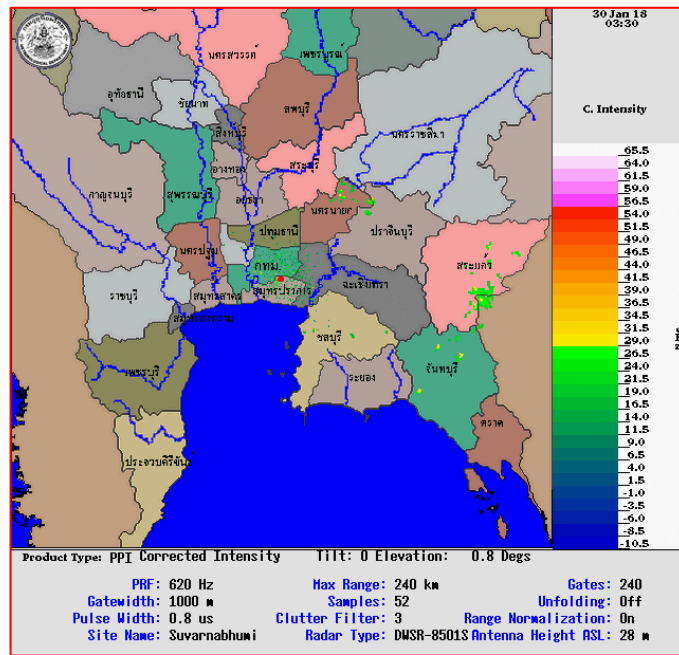 30 Jan 18
03:30
C. Intensity
นครสวรรค์
เพชรบูรณ์
อุทัยธานี
ชัยนาท
ลพบุรี
สิงหบุรี
นครราชสีมา
อ่างทอง
สระบุรี
กาญจนบุรี
สุพรรณบุรี
อยุธยา
นครนายก
ปราจีนบุรี
ปทุมธานี
นครปฐม
กทม.
สระแก้ว
ฉะเชิงเทรา
สมุทรปราการ
สมุทรสาคร
ราชบุรี
สมุทรสงคราม
ชลบุรี
เพชรบุรี
ระยอง
จันทบุรี
ตราด
ประจวบคีรีขันธ์
65.5
64.0
61.5
59.0
56.5
54.0
51.5
49.0
46.5
44.0
41.5
39.0
36.5
34.0
31.5
29.0
26.5
24.0
21.5
19.0
16.5
14.0
11.5
9.0
6.5
4.0
1.5
-1.0
-3.5
-6.0
-8.5
-10.5
Product Type: PPI Corrected Intensity Tilt: 0 Elevation: 0.8 Degs
PRF: 620 Hz Max Range: 240 km Gates: 240
Gatewidth: 1000 m Samples: 52 Unfolding: Off
Pulse Width: 0.8 us Clutter Filter: 3 Range Normalization: On
Site Name: Suvarnabhumi Radar Type: DWSR-8501S Antenna Height ASL: 28 m